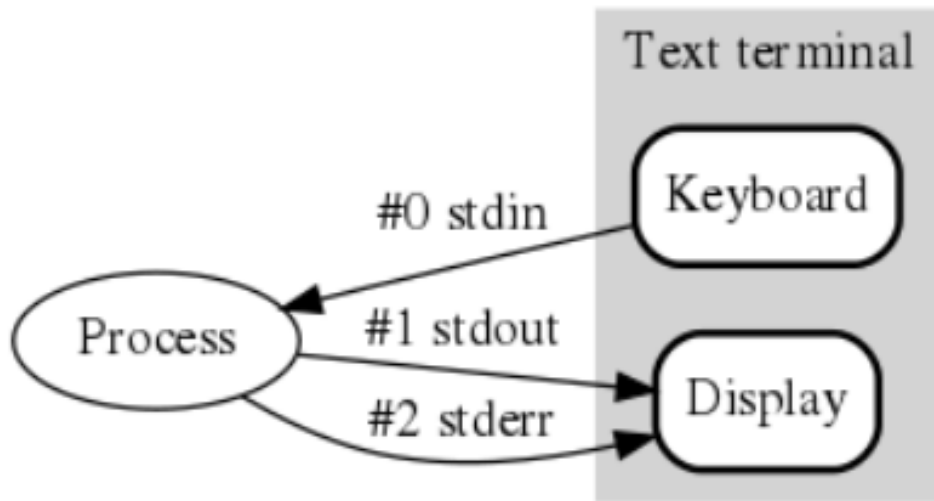 Text terminal
Keyboard
#0 stdin
#1 stdout
Process
Display
#2 stderr